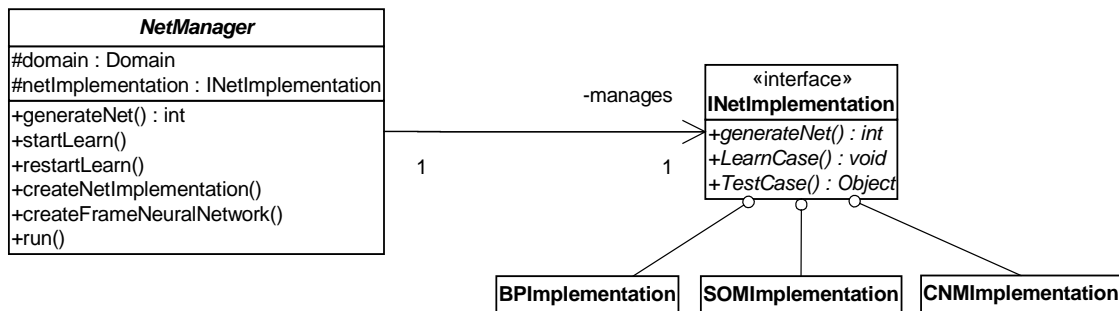 NetManager
#domain : Domain
#netImplementation : INetImplementation
+generateNet() : int
+startLearn()
+restartLearn()
+createNetImplementation()
+createFrameNeuralNetwork()
+run()
-manages
1
1
«interface»
INetImplementation
+generateNet() : int
+LearnCase() : void
+TestCase() : Object
BPImplementation
SOMImplementation
CNMImplementation